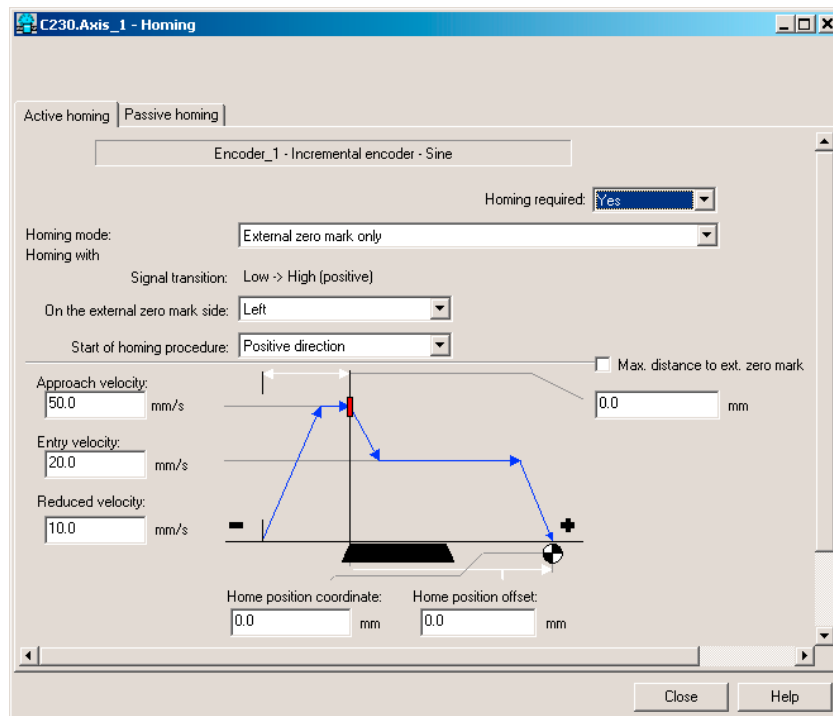 C230.Axis_1 - Homing
Active homing
Passive homing
Encoder_1 - Incremental encoder - Sine
Homing required: Yes
Homing mode: External zero mark only
Homing with
Signal transition: Low -> High (positive)
On the external zero mark side: Left
Start of homing procedure: Positive direction
Max. distance to ext. zero mark
0.0 mm
Approach velocity:
50.0 mm/s
Entry velocity:
20.0 mm/s
Reduced velocity:
10.0 mm/s
- +
Home position coordinate: Home position offset:
0.0 mm 0.0 mm
Close Help